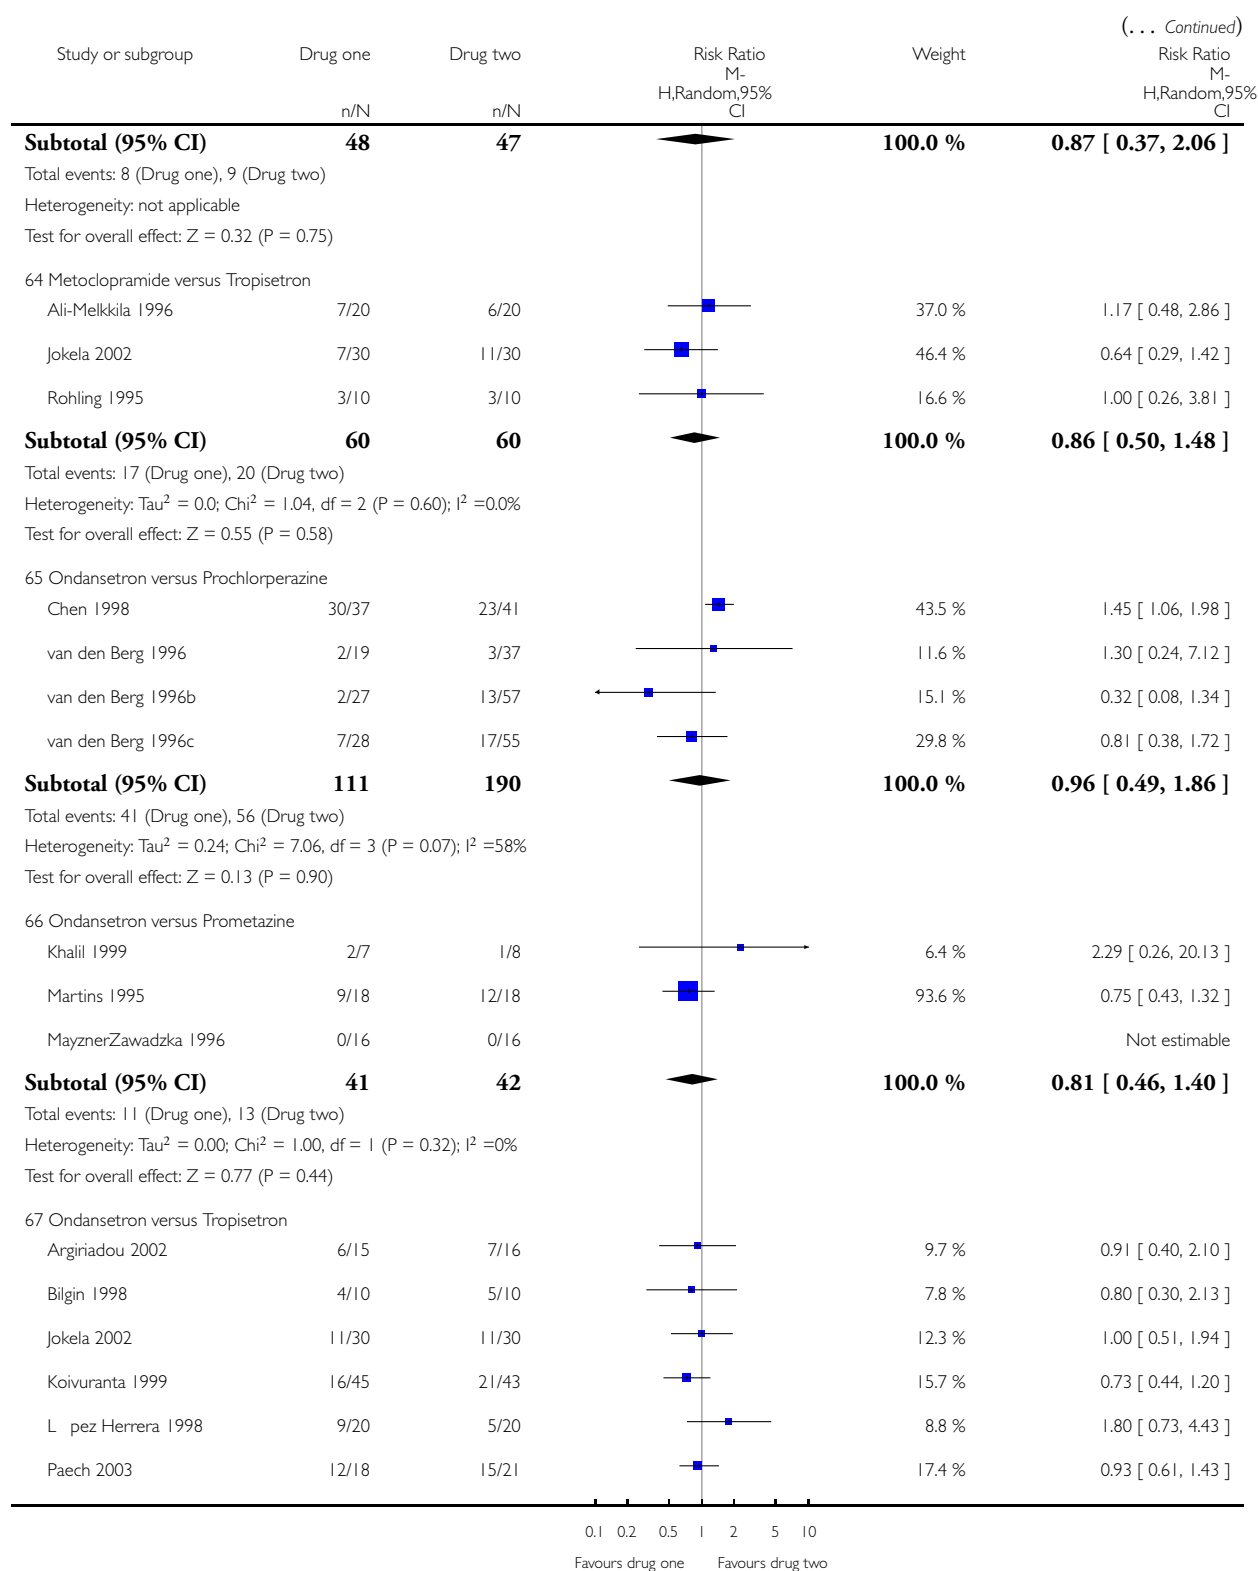 (... Continued)
Study or subgroup Drug one Drug two Risk Ratio Weight Risk Ratio
M- M-
H,Random,95% H,Random,95%
n/N n/N CI CI
Subtotal (95% CI) 48 47 100.0 % 0.87 [ 0.37, 2.06 ]
Total events: 8 (Drug one), 9 (Drug two)
Heterogeneity: not applicable
Test for overall effect: Z = 0.32 (P = 0.75)
64 Metoclopramide versus Tropisetron
Ali-Melkkila 1996 7/20 6/20 37.0 % 1.17 [ 0.48, 2.86 ]
Jokela 2002 7/30 11/30 46.4 % 0.64 [ 0.29, 1.42 ]
Rohling 1995 3/10 3/10 16.6 % 1.00 [ 0.26, 3.81 ]
Subtotal (95% CI) 60 60 100.0 % 0.86 [ 0.50, 1.48 ]
Total events: 17 (Drug one), 20 (Drug two)
Heterogeneity: Tau² = 0.0; Chi² = 1.04, df = 2 (P = 0.60); I² =0.0%
Test for overall effect: Z = 0.55 (P = 0.58)
65 Ondansetron versus Prochlorperazine
Chen 1998 30/37 23/41 43.5 % 1.45 [ 1.06, 1.98 ]
van den Berg 1996 2/19 3/37 11.6 % 1.30 [ 0.24, 7.12 ]
van den Berg 1996b 2/27 13/57 15.1 % 0.32 [ 0.08, 1.34 ]
van den Berg 1996c 7/28 17/55 29.8 % 0.81 [ 0.38, 1.72 ]
Subtotal (95% CI) 111 190 100.0 % 0.96 [ 0.49, 1.86 ]
Total events: 41 (Drug one), 56 (Drug two)
Heterogeneity: Tau² = 0.24; Chi² = 7.06, df = 3 (P = 0.07); I² =58%
Test for overall effect: Z = 0.13 (P = 0.90)
66 Ondansetron versus Prometazine
Khalil 1999 2/7 1/8 6.4 % 2.29 [ 0.26, 20.13 ]
Martins 1995 9/18 12/18 93.6 % 0.75 [ 0.43, 1.32 ]
MayznerZawadzka 1996 0/16 0/16 Not estimable
Subtotal (95% CI) 41 42 100.0 % 0.81 [ 0.46, 1.40 ]
Total events: 11 (Drug one), 13 (Drug two)
Heterogeneity: Tau² = 0.00; Chi² = 1.00, df = 1 (P = 0.32); I² =0%
Test for overall effect: Z = 0.77 (P = 0.44)
67 Ondansetron versus Tropisetron
Argiriadou 2002 6/15 7/16 9.7 % 0.91 [ 0.40, 2.10 ]
Bilgin 1998 4/10 5/10 7.8 % 0.80 [ 0.30, 2.13 ]
Jokela 2002 11/30 11/30 12.3 % 1.00 [ 0.51, 1.94 ]
Koivuranta 1999 16/45 21/43 15.7 % 0.73 [ 0.44, 1.20 ]
L pez Herrera 1998 9/20 5/20 8.8 % 1.80 [ 0.73, 4.43 ]
Paech 2003 12/18 15/21 17.4 % 0.93 [ 0.61, 1.43 ]
0.1 0.2 0.5 1 2 5 10
Favours drug one Favours drug two